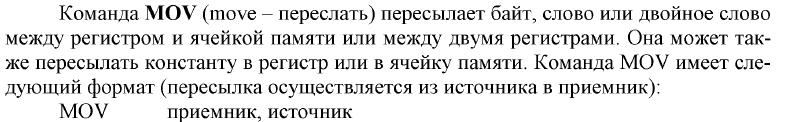 Команда MOV (move – переслать) пересылает байт, слово или двойное слово
между регистром и ячейкой памяти или между двумя регистрами. Она может так-
же пересылать константу в регистр или в ячейку памяти. Команда MOV имеет сле-
дующий формат (пересылка осуществляется из источника в приемник):
MOV приемник, источник